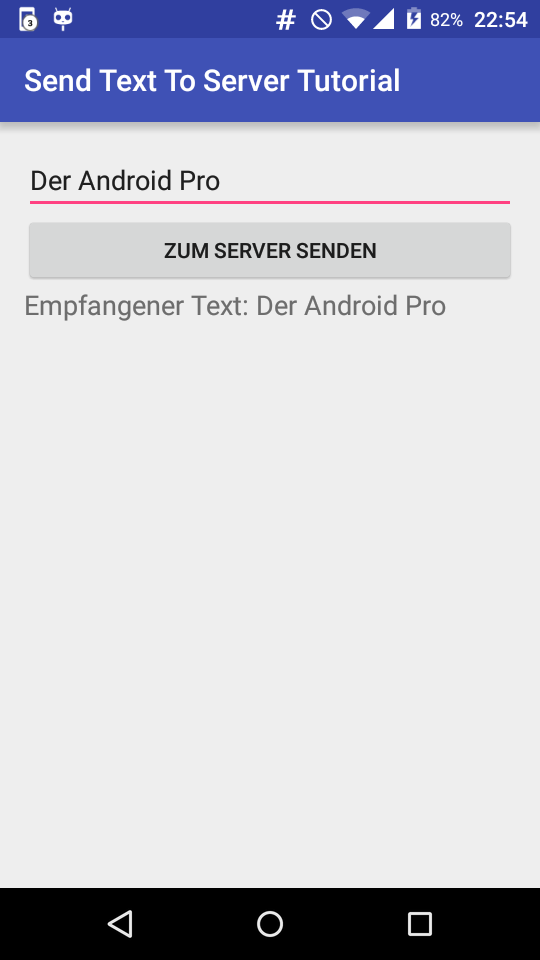 3 # 82% 22:54
Send Text To Server Tutorial
Der Android Pro
ZUM SERVER SENDEN
Empfangener Text: Der Android Pro